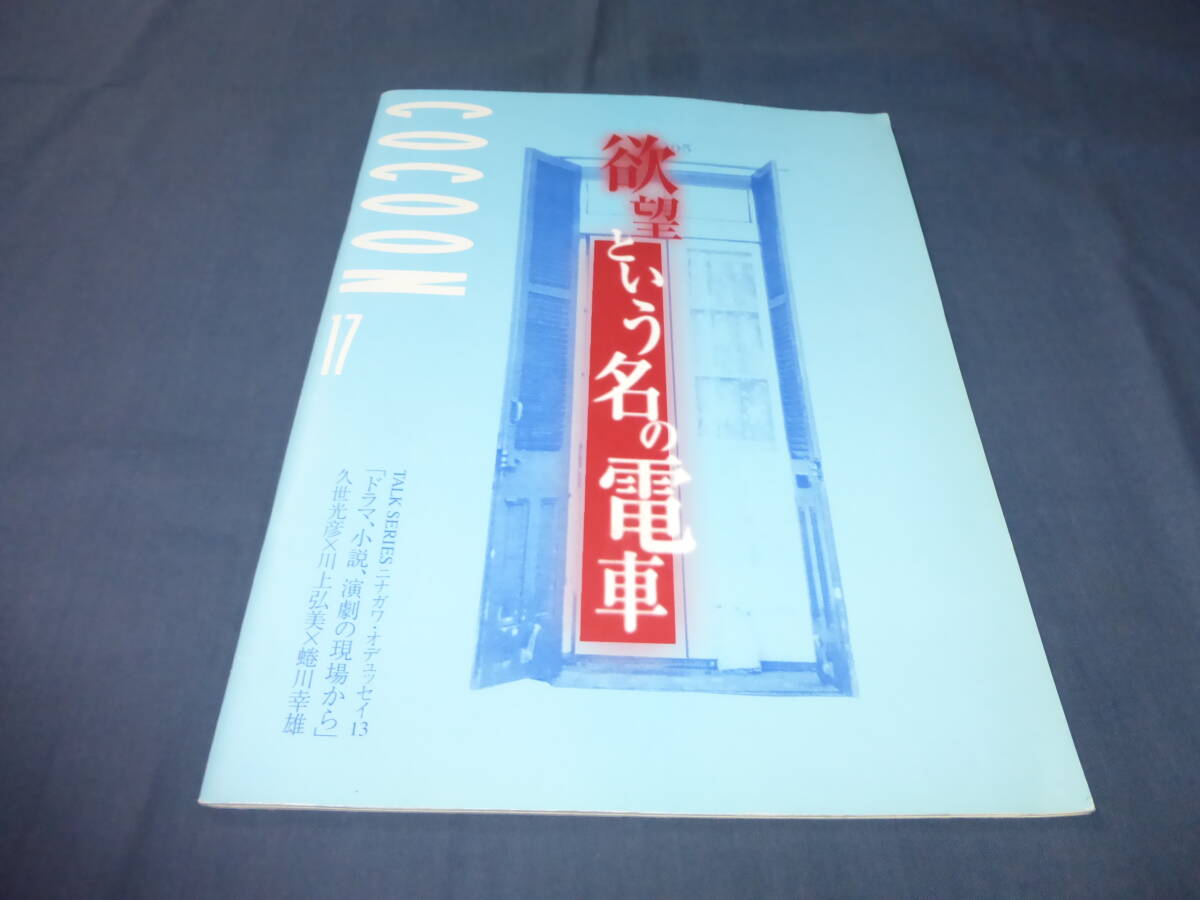 COCOON 17
欲望
という名の
電車
TALK SERIES ニナガワ・オデュッセイ 13
「ドラマ、小説、演劇の現場から」
久世光彦×川上弘美×蜷川幸雄